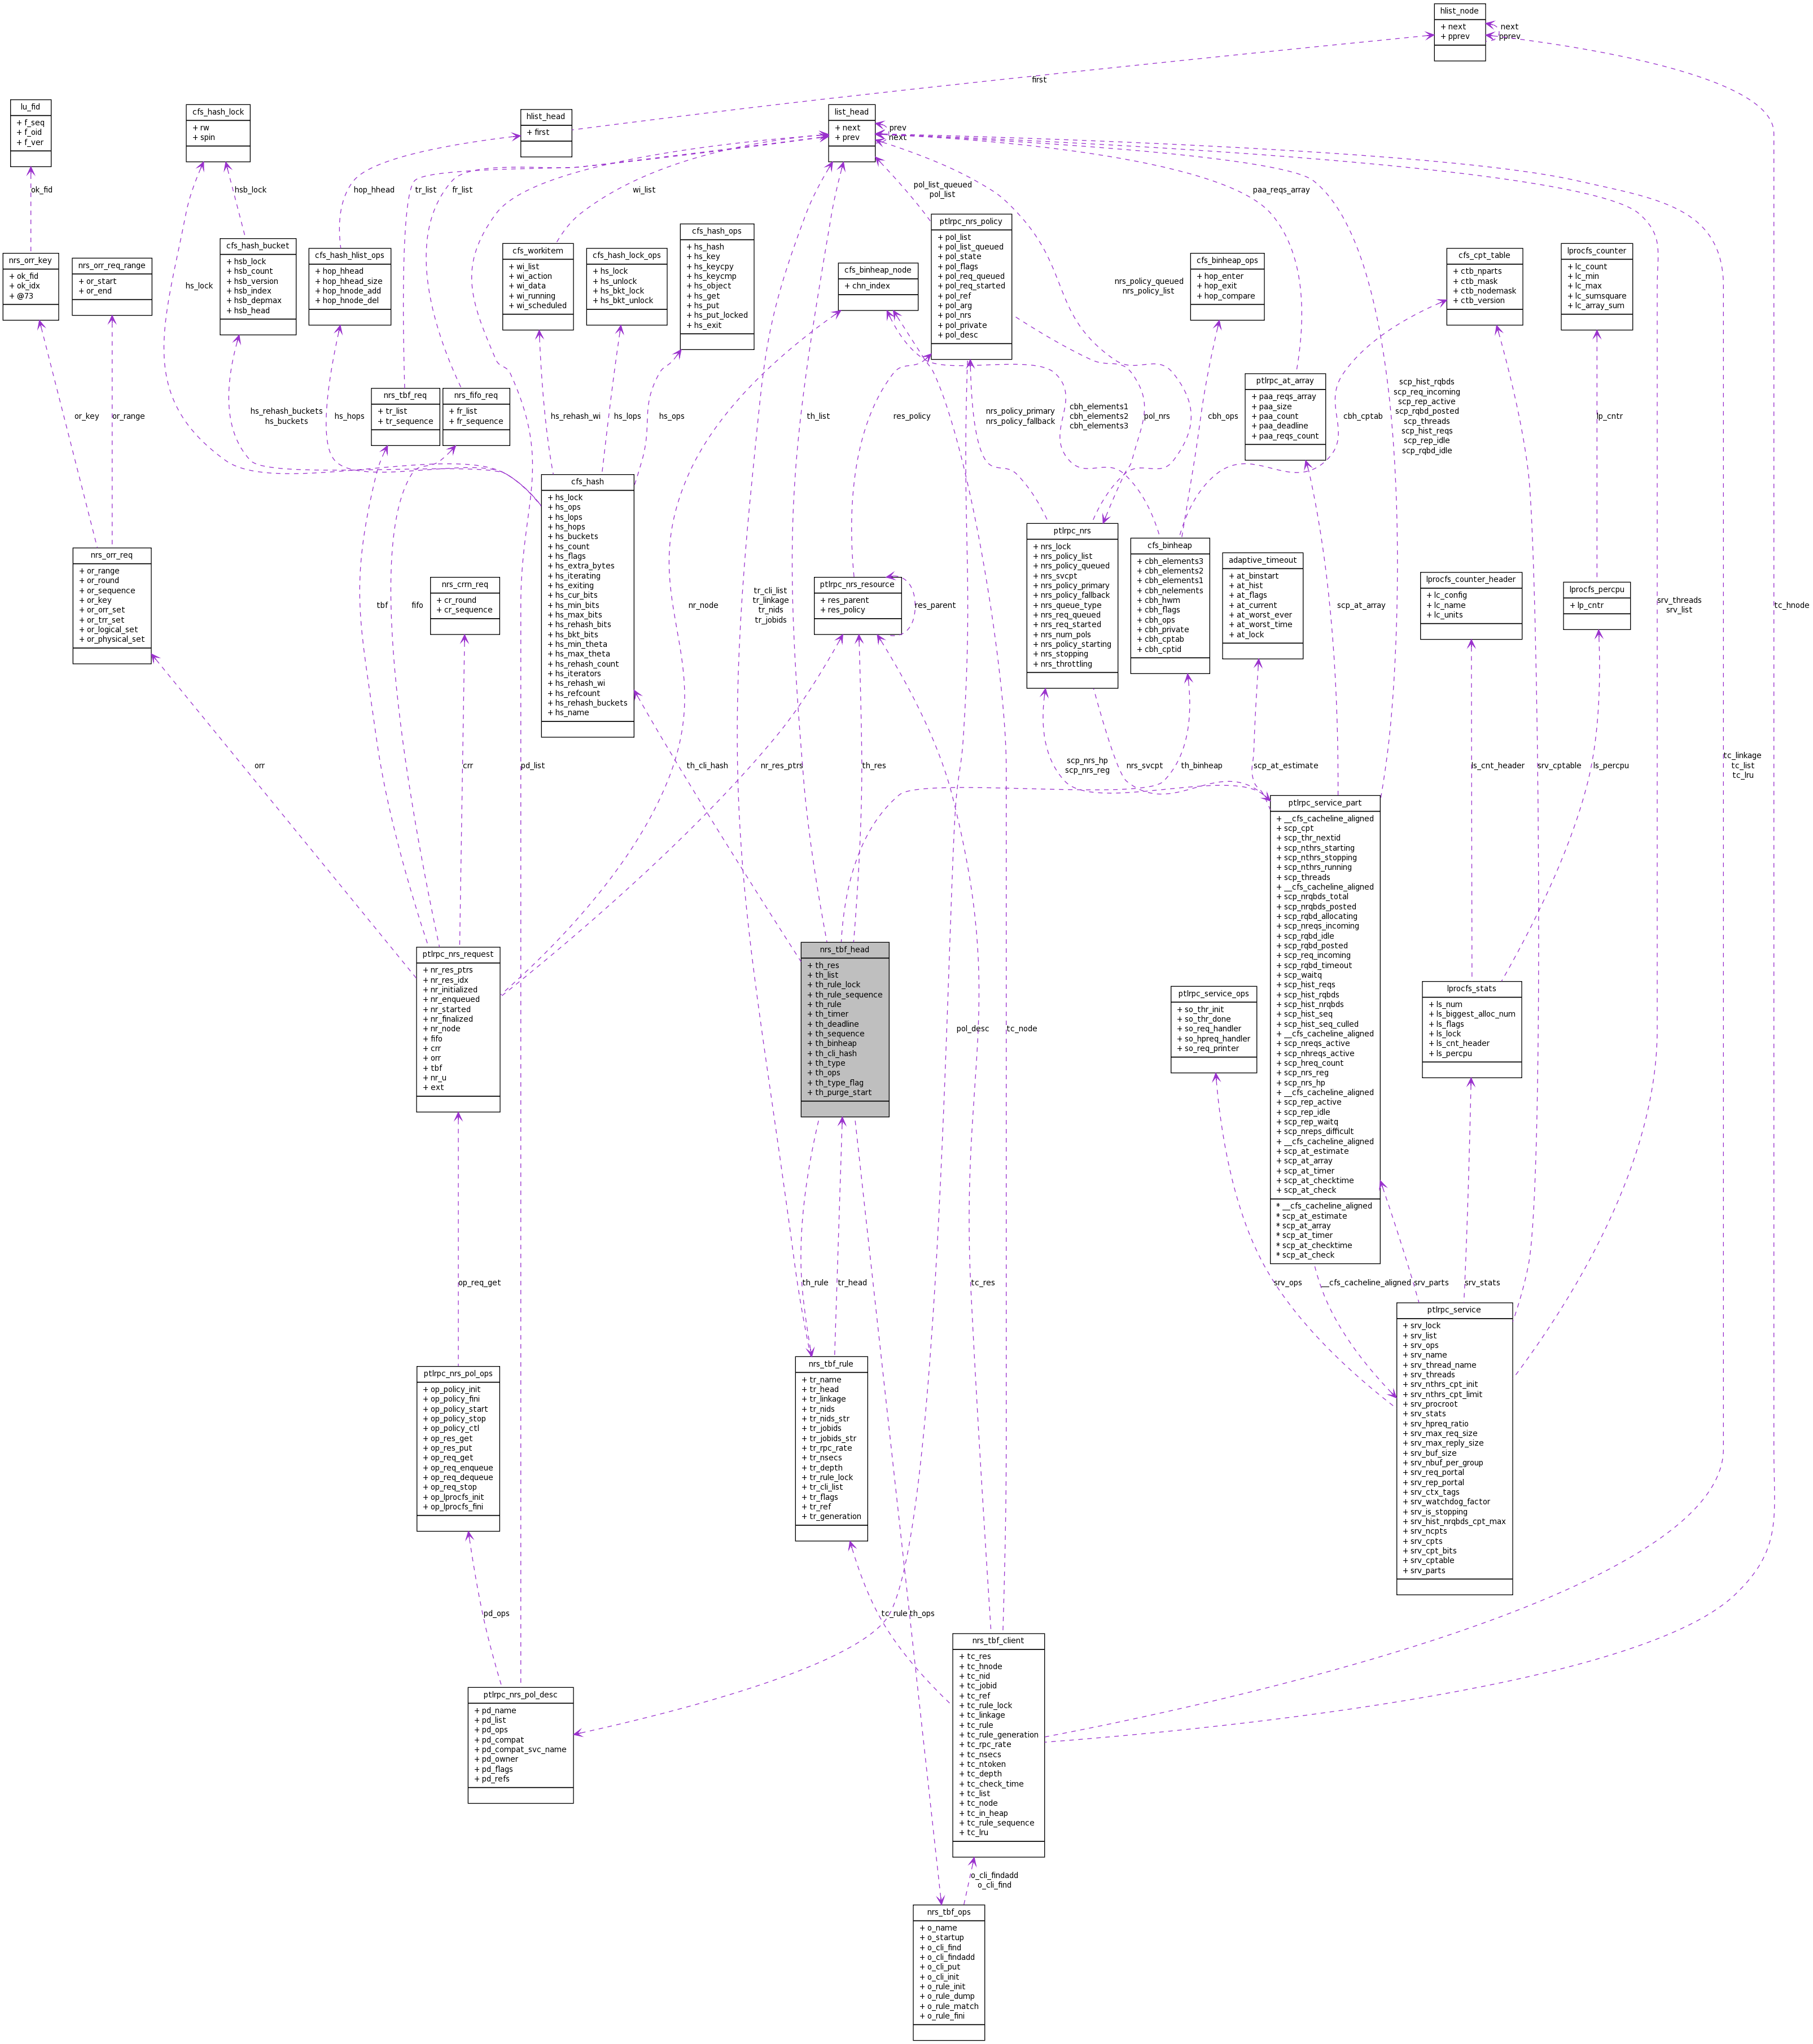 hlist_node
+ next
+ pprev
next
pprev
first
lu_fid
+ f_seq
+ f_oid
+ f_ver
cfs_hash_lock
+ rw
+ spin
hlist_head
+ first
list_head
+ next
+ prev
prev
next
ok_fid
hsb_lock
hop_hhead
tr_list
fr_list
wi_list
pol_list_queued
pol_list
paa_reqs_array
nrs_orr_key
+ ok_fid
+ ok_idx
+ @73
nrs_orr_req_range
+ or_start
+ or_end
hs_lock
cfs_hash_bucket
+ hsb_lock
+ hsb_count
+ hsb_version
+ hsb_index
+ hsb_depmax
+ hsb_head
cfs_hash_hlist_ops
+ hop_hhead
+ hop_hhead_size
+ hop_hnode_add
+ hop_hnode_del
cfs_workitem
+ wi_list
+ wi_action
+ wi_data
+ wi_running
+ wi_scheduled
cfs_hash_lock_ops
+ hs_lock
+ hs_unlock
+ hs_bkt_lock
+ hs_bkt_unlock
cfs_hash_ops
+ hs_hash
+ hs_key
+ hs_keycpy
+ hs_keycmp
+ hs_object
+ hs_get
+ hs_put
+ hs_put_locked
+ hs_exit
cfs_binheap_node
+ chn_index
ptlrpc_nrs_policy
+ pol_list
+ pol_list_queued
+ pol_state
+ pol_flags
+ pol_req_queued
+ pol_req_started
+ pol_ref
+ pol_arg
+ pol_nrs
+ pol_private
+ pol_desc
nrs_policy_queued
nrs_policy_list
cfs_binheap_ops
+ hop_enter
+ hop_exit
+ hop_compare
cfs_cpt_table
+ ctb_nparts
+ ctb_mask
+ ctb_nodemask
+ ctb_version
lprocfs_counter
+ lc_count
+ lc_min
+ lc_max
+ lc_sumsquare
+ lc_array_sum
or_key
or_range
hs_rehash_buckets
hs_buckets
hs_hops
nrs_tbf_req
+ tr_list
+ tr_sequence
nrs_fifo_req
+ fr_list
+ fr_sequence
hs_rehash_wi
hs_lops
hs_ops
th_list
res_policy
nrs_policy_primary
nrs_policy_fallback
cbh_elements1
cbh_elements2
cbh_elements3
pol_nrs
cbh_ops
ptlrpc_at_array
+ paa_reqs_array
+ paa_size
+ paa_count
+ paa_deadline
+ paa_reqs_count
cbh_cptab
scp_hist_rqbds
scp_req_incoming
scp_rep_active
scp_rqbd_posted
scp_threads
scp_hist_reqs
scp_rep_idle
scp_rqbd_idle
lp_cntr
nrs_orr_req
+ or_range
+ or_round
+ or_sequence
+ or_key
+ or_orr_set
+ or_trr_set
+ or_logical_set
+ or_physical_set
tbf
fifo
nrs_crrn_req
+ cr_round
+ cr_sequence
cfs_hash
+ hs_lock
+ hs_ops
+ hs_lops
+ hs_hops
+ hs_buckets
+ hs_count
+ hs_flags
+ hs_extra_bytes
+ hs_iterating
+ hs_exiting
+ hs_cur_bits
+ hs_min_bits
+ hs_max_bits
+ hs_rehash_bits
+ hs_bkt_bits
+ hs_min_theta
+ hs_max_theta
+ hs_rehash_count
+ hs_iterators
+ hs_rehash_wi
+ hs_refcount
+ hs_rehash_buckets
+ hs_name
nr_node
tr_cli_list
tr_linkage
tr_nids
tr_jobids
ptlrpc_nrs_resource
+ res_parent
+ res_policy
res_parent
ptlrpc_nrs
+ nrs_lock
+ nrs_policy_list
+ nrs_policy_queued
+ nrs_svcpt
+ nrs_policy_primary
+ nrs_policy_fallback
+ nrs_queue_type
+ nrs_req_queued
+ nrs_req_started
+ nrs_num_pols
+ nrs_policy_starting
+ nrs_stopping
+ nrs_throttling
cfs_binheap
+ cbh_elements3
+ cbh_elements2
+ cbh_elements1
+ cbh_nelements
+ cbh_hwm
+ cbh_flags
+ cbh_ops
+ cbh_private
+ cbh_cptab
+ cbh_cptid
adaptive_timeout
+ at_binstart
+ at_hist
+ at_flags
+ at_current
+ at_worst_ever
+ at_worst_time
+ at_lock
scp_at_array
lprocfs_counter_header
+ lc_config
+ lc_name
+ lc_units
lprocfs_percpu
+ lp_cntr
srv_threads
srv_list
tc_hnode
orr
crr
pd_list
th_cli_hash
nr_res_ptrs
th_res
scp_nrs_hp
scp_nrs_reg
nrs_svcpt
th_binheap
scp_at_estimate
ls_cnt_header
srv_cptable
ls_percpu
tc_linkage
tc_list
tc_lru
ptlrpc_nrs_request
+ nr_res_ptrs
+ nr_res_idx
+ nr_initialized
+ nr_enqueued
+ nr_started
+ nr_finalized
+ nr_node
+ fifo
+ crr
+ orr
+ tbf
+ nr_u
+ ext
nrs_tbf_head
+ th_res
+ th_list
+ th_rule_lock
+ th_rule_sequence
+ th_rule
+ th_timer
+ th_deadline
+ th_sequence
+ th_binheap
+ th_cli_hash
+ th_type
+ th_ops
+ th_type_flag
+ th_purge_start
pol_desc
tc_node
ptlrpc_service_ops
+ so_thr_init
+ so_thr_done
+ so_req_handler
+ so_hpreq_handler
+ so_req_printer
ptlrpc_service_part
+ __cfs_cacheline_aligned
+ scp_cpt
+ scp_thr_nextid
+ scp_nthrs_starting
+ scp_nthrs_stopping
+ scp_nthrs_running
+ scp_threads
+ __cfs_cacheline_aligned
+ scp_nrqbds_total
+ scp_nrqbds_posted
+ scp_rqbd_allocating
+ scp_nreqs_incoming
+ scp_rqbd_idle
+ scp_rqbd_posted
+ scp_req_incoming
+ scp_rqbd_timeout
+ scp_waitq
+ scp_hist_reqs
+ scp_hist_rqbds
+ scp_hist_nrqbds
+ scp_hist_seq
+ scp_hist_seq_culled
+ __cfs_cacheline_aligned
+ scp_nreqs_active
+ scp_nhreqs_active
+ scp_hreq_count
+ scp_nrs_reg
+ scp_nrs_hp
+ __cfs_cacheline_aligned
+ scp_rep_active
+ scp_rep_idle
+ scp_rep_waitq
+ scp_nreps_difficult
+ __cfs_cacheline_aligned
+ scp_at_estimate
+ scp_at_array
+ scp_at_timer
+ scp_at_checktime
+ scp_at_check
* __cfs_cacheline_aligned
* scp_at_estimate
* scp_at_array
* scp_at_timer
* scp_at_checktime
* scp_at_check
lprocfs_stats
+ ls_num
+ ls_biggest_alloc_num
+ ls_flags
+ ls_lock
+ ls_cnt_header
+ ls_percpu
op_req_get
th_rule
tr_head
tc_res
srv_ops
__cfs_cacheline_aligned
srv_parts
srv_stats
ptlrpc_nrs_pol_ops
+ op_policy_init
+ op_policy_fini
+ op_policy_start
+ op_policy_stop
+ op_policy_ctl
+ op_res_get
+ op_res_put
+ op_req_get
+ op_req_enqueue
+ op_req_dequeue
+ op_req_stop
+ op_lprocfs_init
+ op_lprocfs_fini
nrs_tbf_rule
+ tr_name
+ tr_head
+ tr_linkage
+ tr_nids
+ tr_nids_str
+ tr_jobids
+ tr_jobids_str
+ tr_rpc_rate
+ tr_nsecs
+ tr_depth
+ tr_rule_lock
+ tr_cli_list
+ tr_flags
+ tr_ref
+ tr_generation
ptlrpc_service
+ srv_lock
+ srv_list
+ srv_ops
+ srv_name
+ srv_thread_name
+ srv_threads
+ srv_nthrs_cpt_init
+ srv_nthrs_cpt_limit
+ srv_procroot
+ srv_stats
+ srv_hpreq_ratio
+ srv_max_req_size
+ srv_max_reply_size
+ srv_buf_size
+ srv_nbuf_per_group
+ srv_req_portal
+ srv_rep_portal
+ srv_ctx_tags
+ srv_watchdog_factor
+ srv_is_stopping
+ srv_hist_nrqbds_cpt_max
+ srv_ncpts
+ srv_cpts
+ srv_cpt_bits
+ srv_cptable
+ srv_parts
pd_ops
tc_rule
th_ops
ptlrpc_nrs_pol_desc
+ pd_name
+ pd_list
+ pd_ops
+ pd_compat
+ pd_compat_svc_name
+ pd_owner
+ pd_flags
+ pd_refs
nrs_tbf_client
+ tc_res
+ tc_hnode
+ tc_nid
+ tc_jobid
+ tc_ref
+ tc_rule_lock
+ tc_linkage
+ tc_rule
+ tc_rule_generation
+ tc_rpc_rate
+ tc_nsecs
+ tc_ntoken
+ tc_depth
+ tc_check_time
+ tc_list
+ tc_node
+ tc_in_heap
+ tc_rule_sequence
+ tc_lru
o_cli_findadd
o_cli_find
nrs_tbf_ops
+ o_name
+ o_startup
+ o_cli_find
+ o_cli_findadd
+ o_cli_put
+ o_cli_init
+ o_rule_init
+ o_rule_dump
+ o_rule_match
+ o_rule_fini